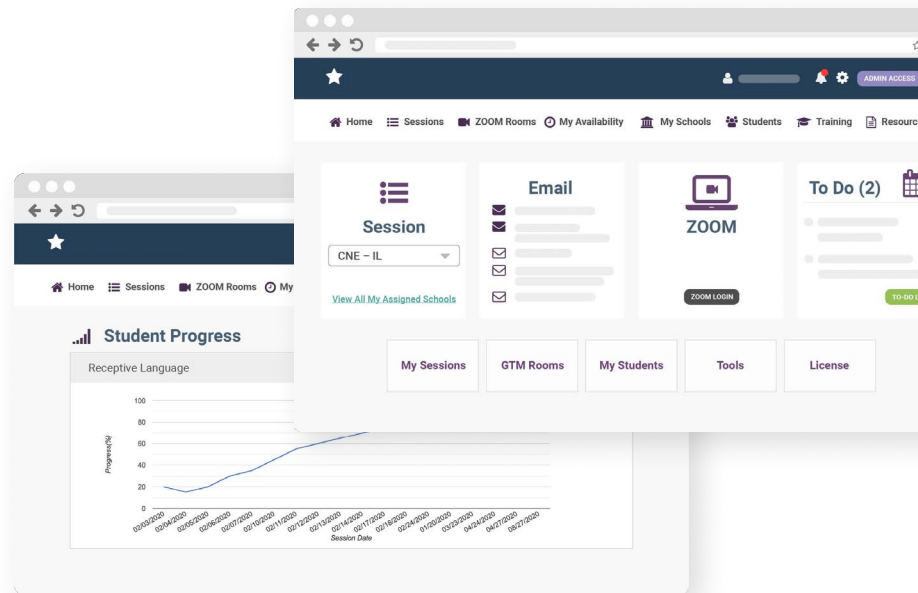 ADMIN ACCESS
Home Sessions ZOOM Rooms My Availability My Schools Students Training Resourc
Session
CNE – IL
View All My Assigned Schools
Email
ZOOM
ZOOM LOGIN
To Do (2)
TO-DO L
My Sessions GTM Rooms My Students Tools License
Home Sessions ZOOM Rooms My
Student Progress
Receptive Language
Progress(%)
100
80
60
40
20
0
02/03/2020 02/04/2020 02/05/2020 02/06/2020 02/07/2020 02/10/2020 02/11/2020 02/12/2020 02/13/2020 02/14/2020 02/17/2020 02/18/2020 02/24/2020 01/20/2020 03/23/2020 04/24/2020 04/27/2020 08/27/2020
Session Date